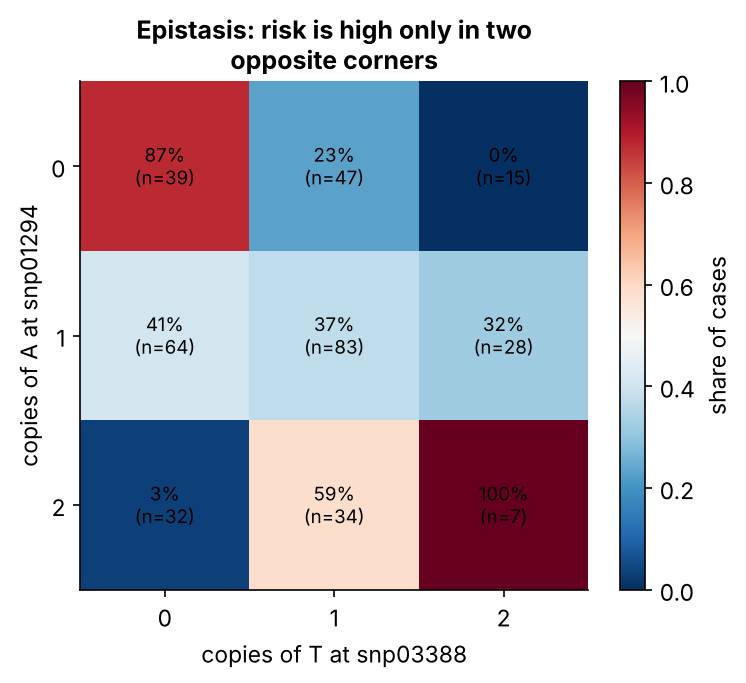 Epistasis: risk is high only in two
opposite corners
copies of A at snp01294
0
1
2
87%
(n=39)
23%
(n=47)
0%
(n=15)
41%
(n=64)
37%
(n=83)
32%
(n=28)
3%
(n=32)
59%
(n=34)
100%
(n=7)
0
1
2
copies of T at snp03388
1.0
0.8
0.6
0.4
0.2
0.0
share of cases